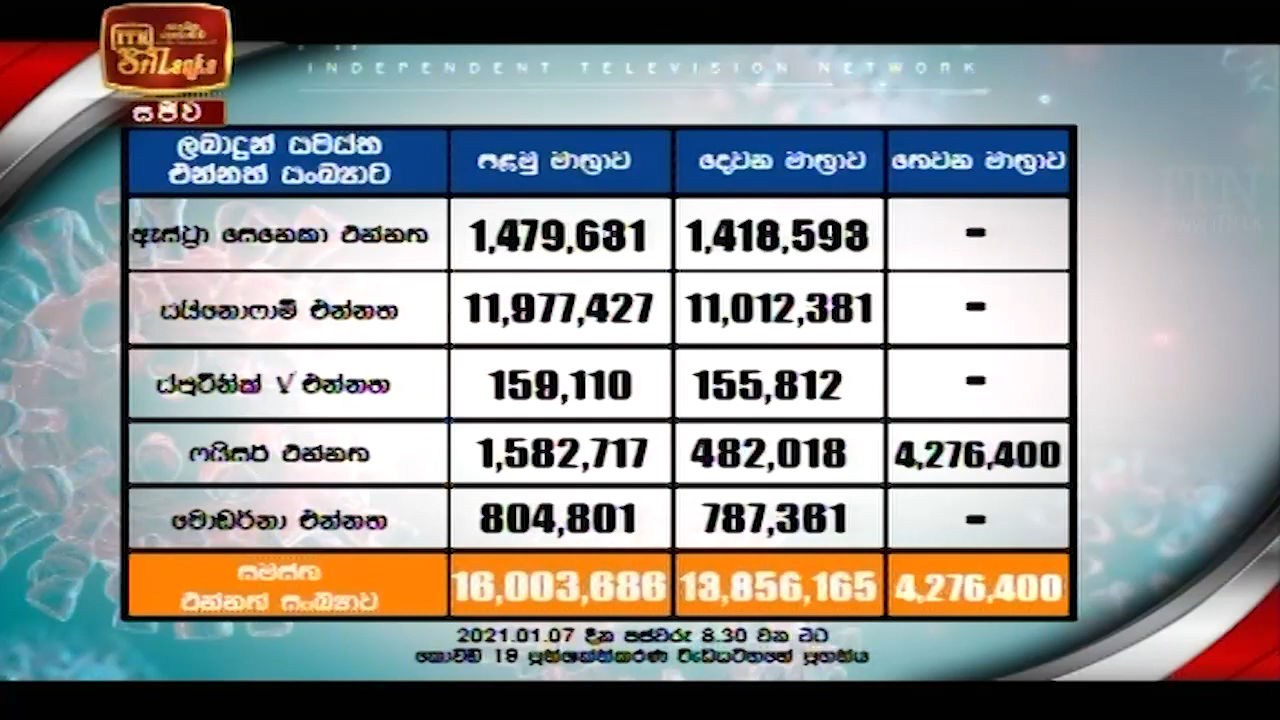 ITN
SriLanka
INDEPENDENT TELEVISION NETWORK
සජීව
ලබාදුන් සමස්ත
එන්නත් සංඛ්‍යාව
පළමු මාත්‍රාව
දෙවන මාත්‍රාව
තෙවන මාත්‍රාව
ඇස්ට්‍රා සෙනෙකා එන්නත
1,479,631
1,418,593
-
සයිනොෆාම් එන්නත
11,977,427
11,012,381
-
ස්පුට්නික් V එන්නත
159,110
155,812
-
ෆයිසර් එන්නත
1,582,717
482,018
4,276,400
මොඩර්නා එන්නත
804,801
787,361
-
සමස්ත
එන්නත් සංඛ්‍යාව
16,003,686
13,856,165
4,276,400
2021.01.07 දින පස්වරු 8.30 වන විට
කොවිඩ් 19 ප්‍රතිශක්තිකරණ වැඩසටහනේ ප්‍රගතිය